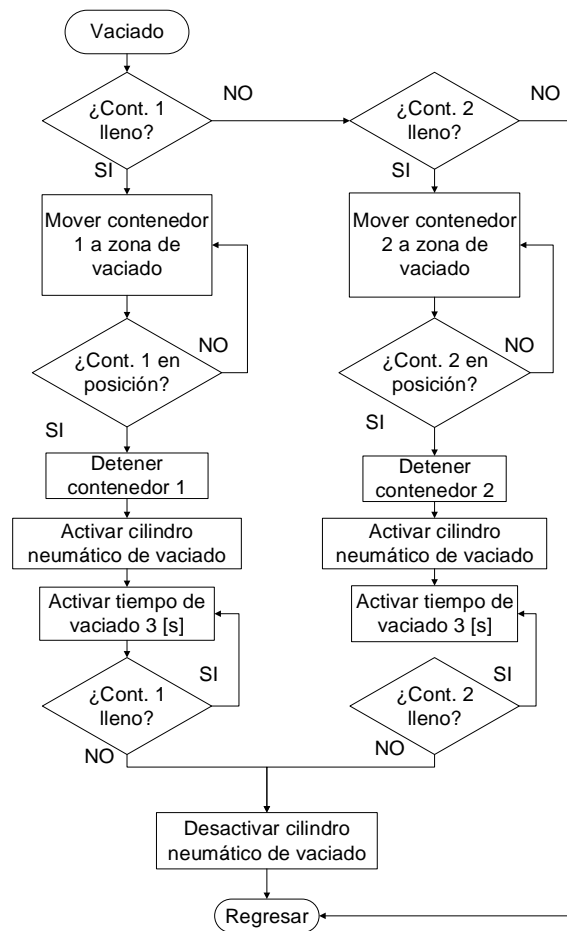 Vaciado
¿Cont. 1
lleno?
NO
SI
¿Cont. 2
lleno?
NO
SI
Mover contenedor
1 a zona de
vaciado
Mover contenedor
2 a zona de
vaciado
¿Cont. 1 en
posición?
NO
SI
¿Cont. 2 en
posición?
NO
SI
Detener
contenedor 1
Detener
contenedor 2
Activar cilindro
neumático de vaciado
Activar cilindro
neumático de vaciado
Activar tiempo de
vaciado 3 [s]
Activar tiempo de
vaciado 3 [s]
¿Cont. 1
lleno?
SI
NO
¿Cont. 2
lleno?
SI
NO
Desactivar cilindro
neumático de vaciado
Regresar